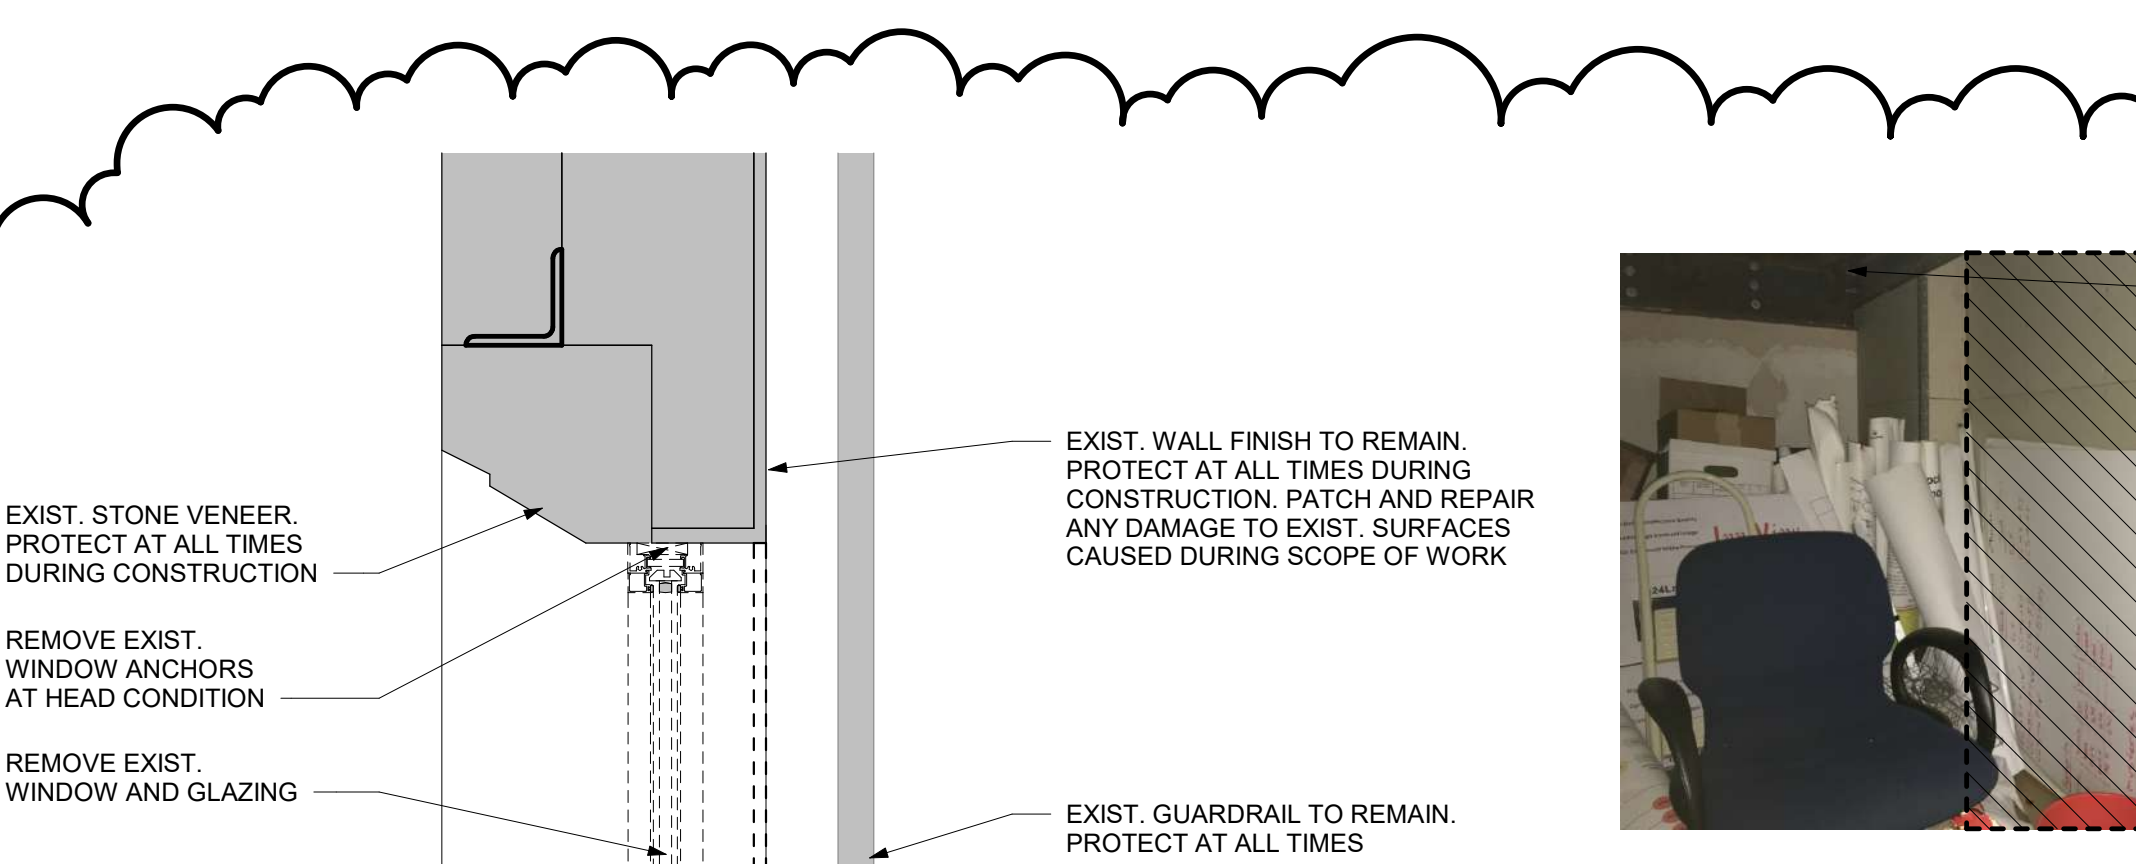 EXIST. STONE VENEER.
PROTECT AT ALL TIMES
DURING CONSTRUCTION
REMOVE EXIST.
WINDOW ANCHORS
AT HEAD CONDITION
REMOVE EXIST.
WINDOW AND GLAZING
EXIST. WALL FINISH TO REMAIN.
PROTECT AT ALL TIMES DURING
CONSTRUCTION. PATCH AND REPAIR
ANY DAMAGE TO EXIST. SURFACES
CAUSED DURING SCOPE OF WORK
EXIST. GUARDRAIL TO REMAIN.
PROTECT AT ALL TIMES